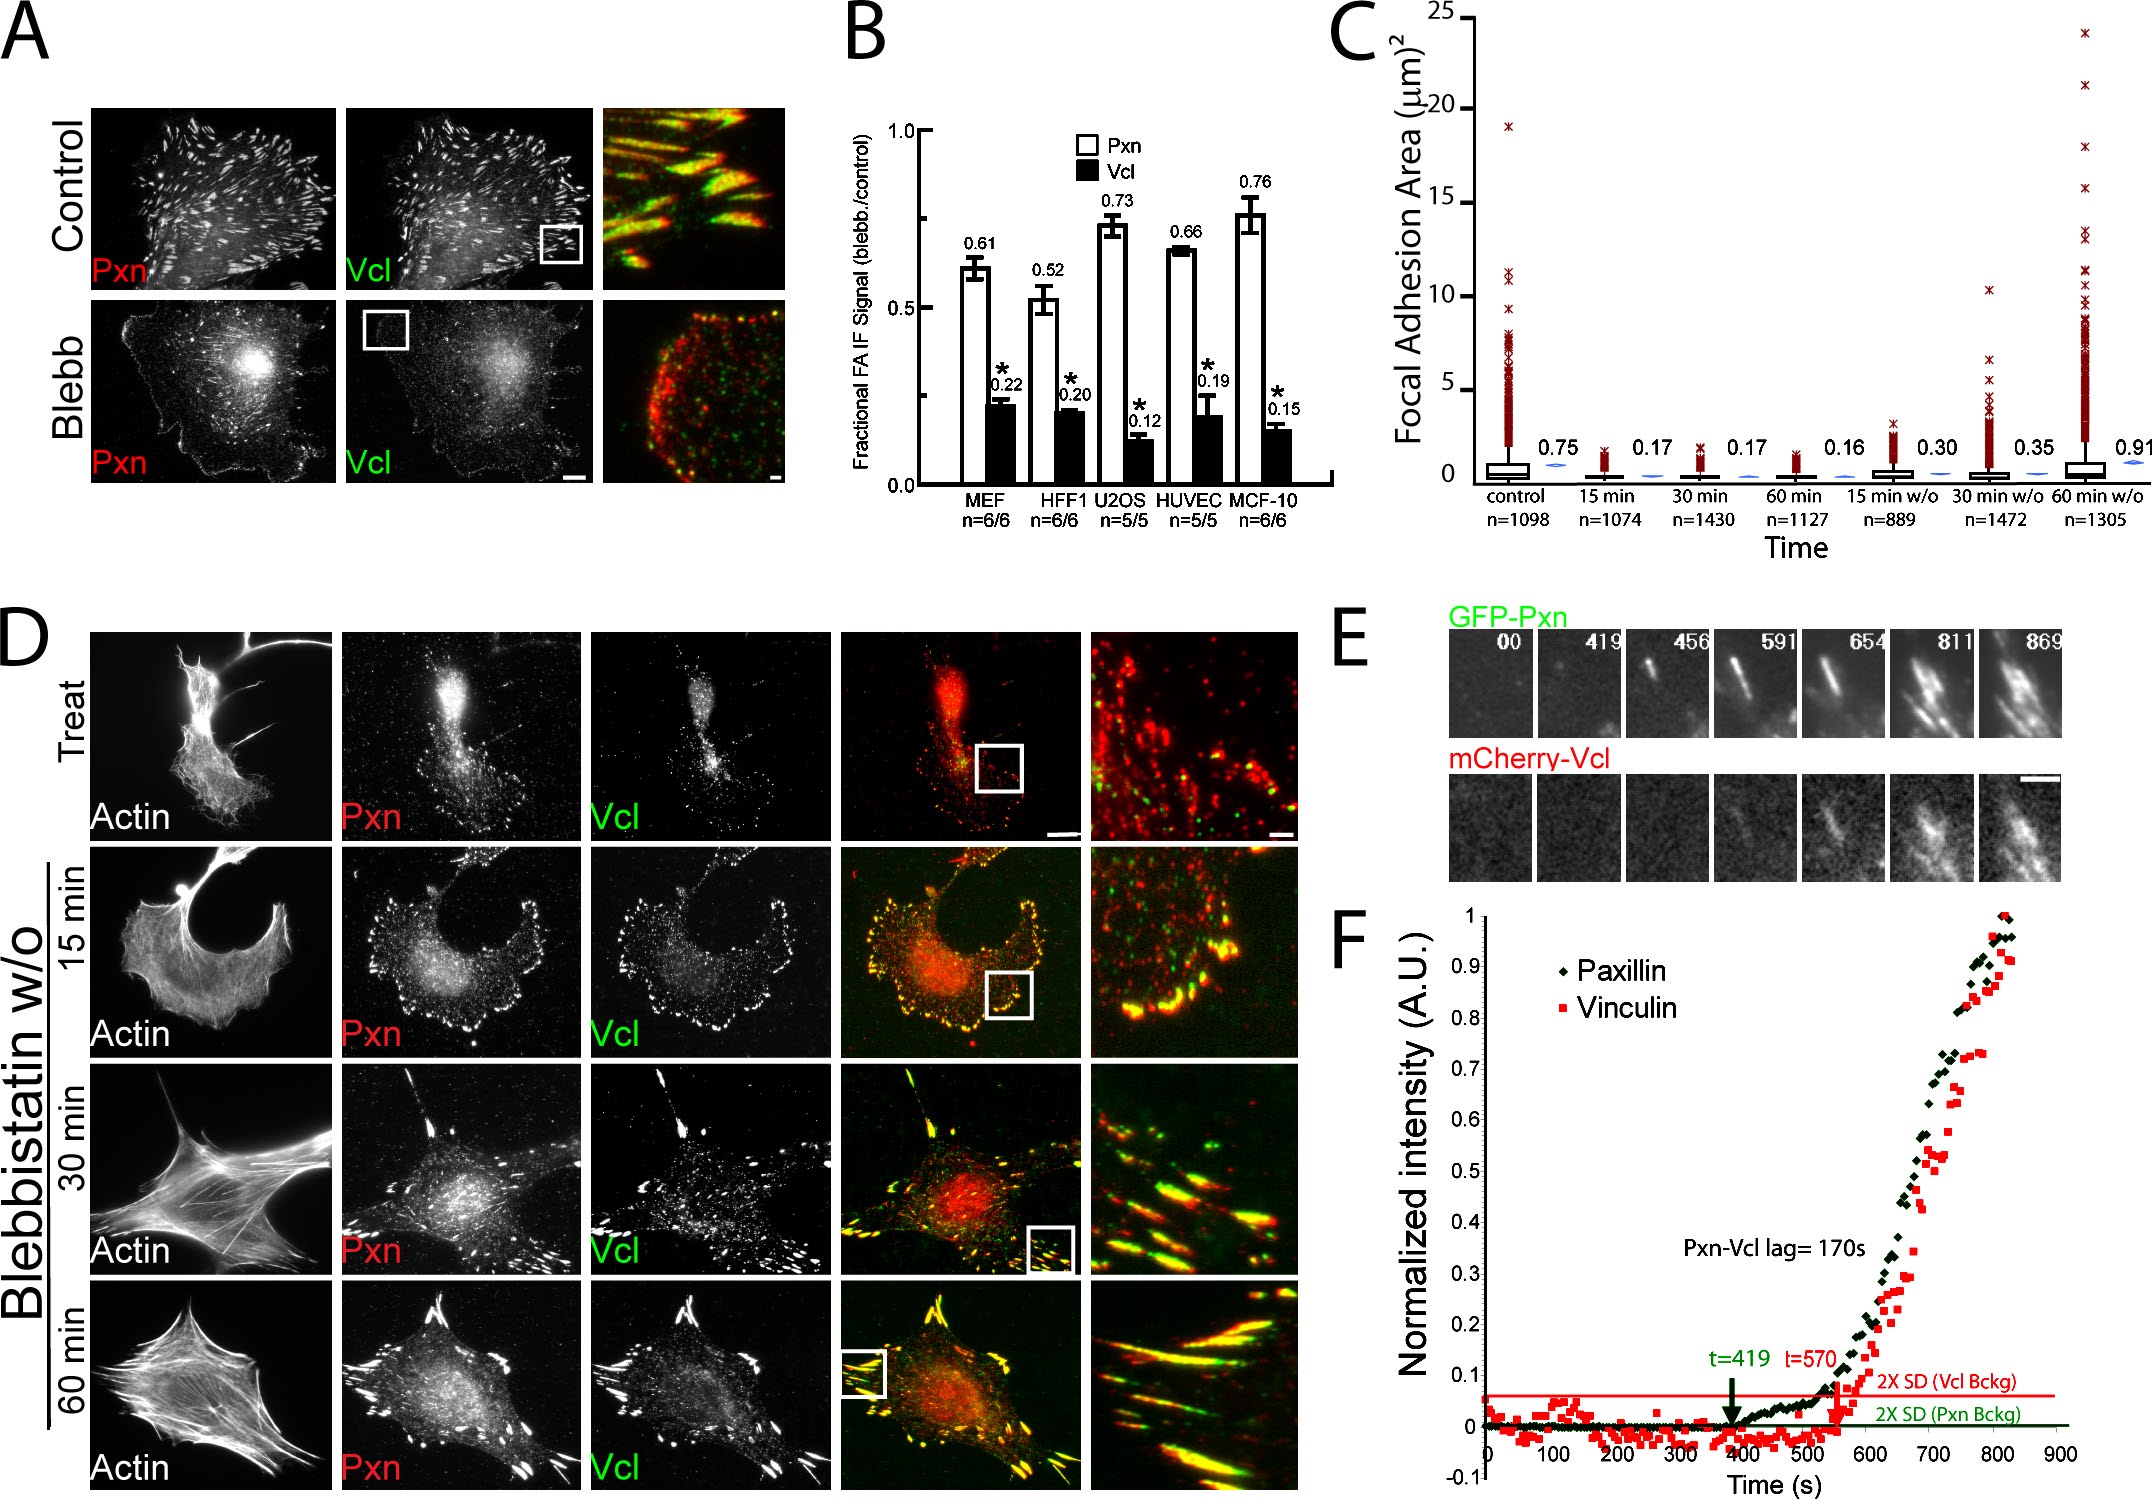 A
Control
Pxn
Vcl
Blebb
Pxn
Vcl
B
Fractional FA IF Signal (blebb./control)
1.0
0.5
0.0
Pxn
Vcl
0.61
0.22
0.52
0.20
0.73
0.12
0.66
0.19
0.76
0.15
*
*
*
*
*
MEF HFF1 U2OS HUVEC MCF-10
n=6/6 n=6/6 n=5/5 n=5/5 n=6/6
C
Focal Adhesion Area (μm)²
25
20
15
10
5
0
0.75 0.17 0.17 0.16 0.30 0.35 0.91
control 15 min 30 min 60 min 15 min w/o 30 min w/o 60 min w/o
n=1098 n=1074 n=1430 n=1127 n=889 n=1472 n=1305
Time
D
Treat
Actin
Pxn
Vcl
Blebbistatin w/o
15 min
Actin
Pxn
Vcl
30 min
Actin
Pxn
Vcl
60 min
Actin
Pxn
Vcl
E
GFP-Pxn
00 419 456 591 654 811 869
mCherry-Vcl
F
Normalized intensity (A.U.)
1
0.9
0.8
0.7
0.6
0.5
0.4
0.3
0.2
0.1
0
-0.1
Paxillin
Vinculin
Pxn-Vcl lag= 170s
t=419 t=570
2X SD (Vcl Bckg)
2X SD (Pxn Bckg)
0 100 200 300 400 500 600 700 800 900
Time (s)